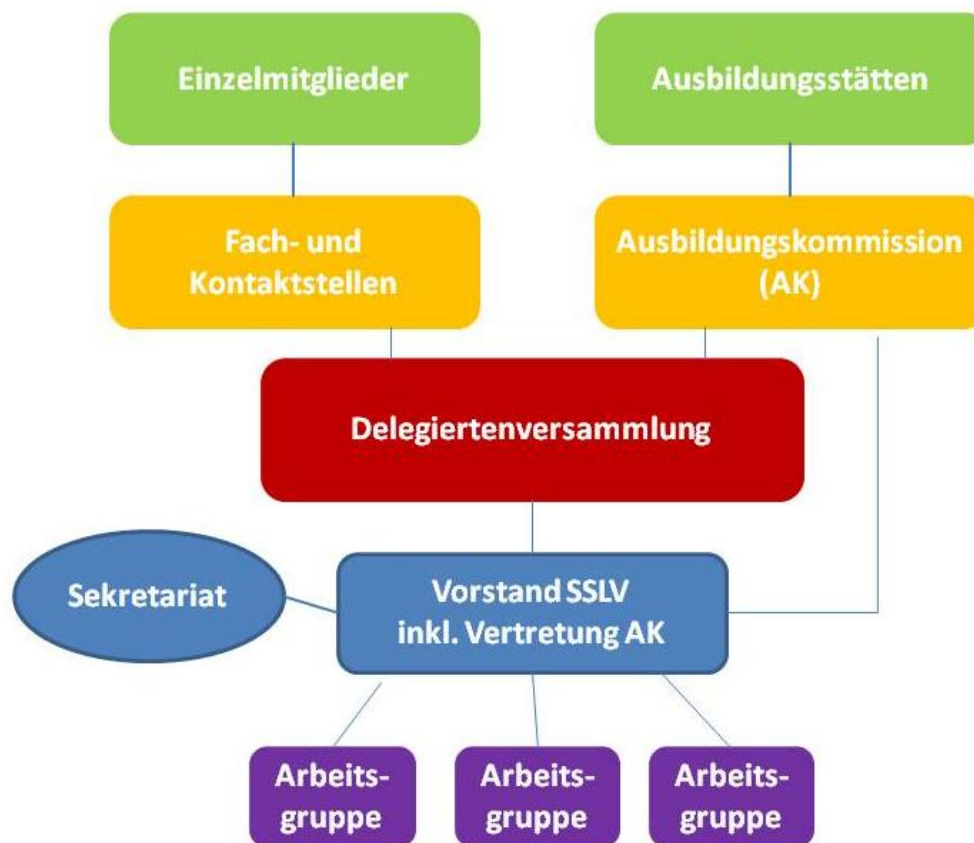 Einzelmitglieder
Ausbildungsstätten
Fach- und
Kontaktstellen
Ausbildungskommission
(AK)
Delegiertenversammlung
Sekretariat
Vorstand SSLV
inkl. Vertretung AK
Arbeits-
gruppe
Arbeits-
gruppe
Arbeits-
gruppe